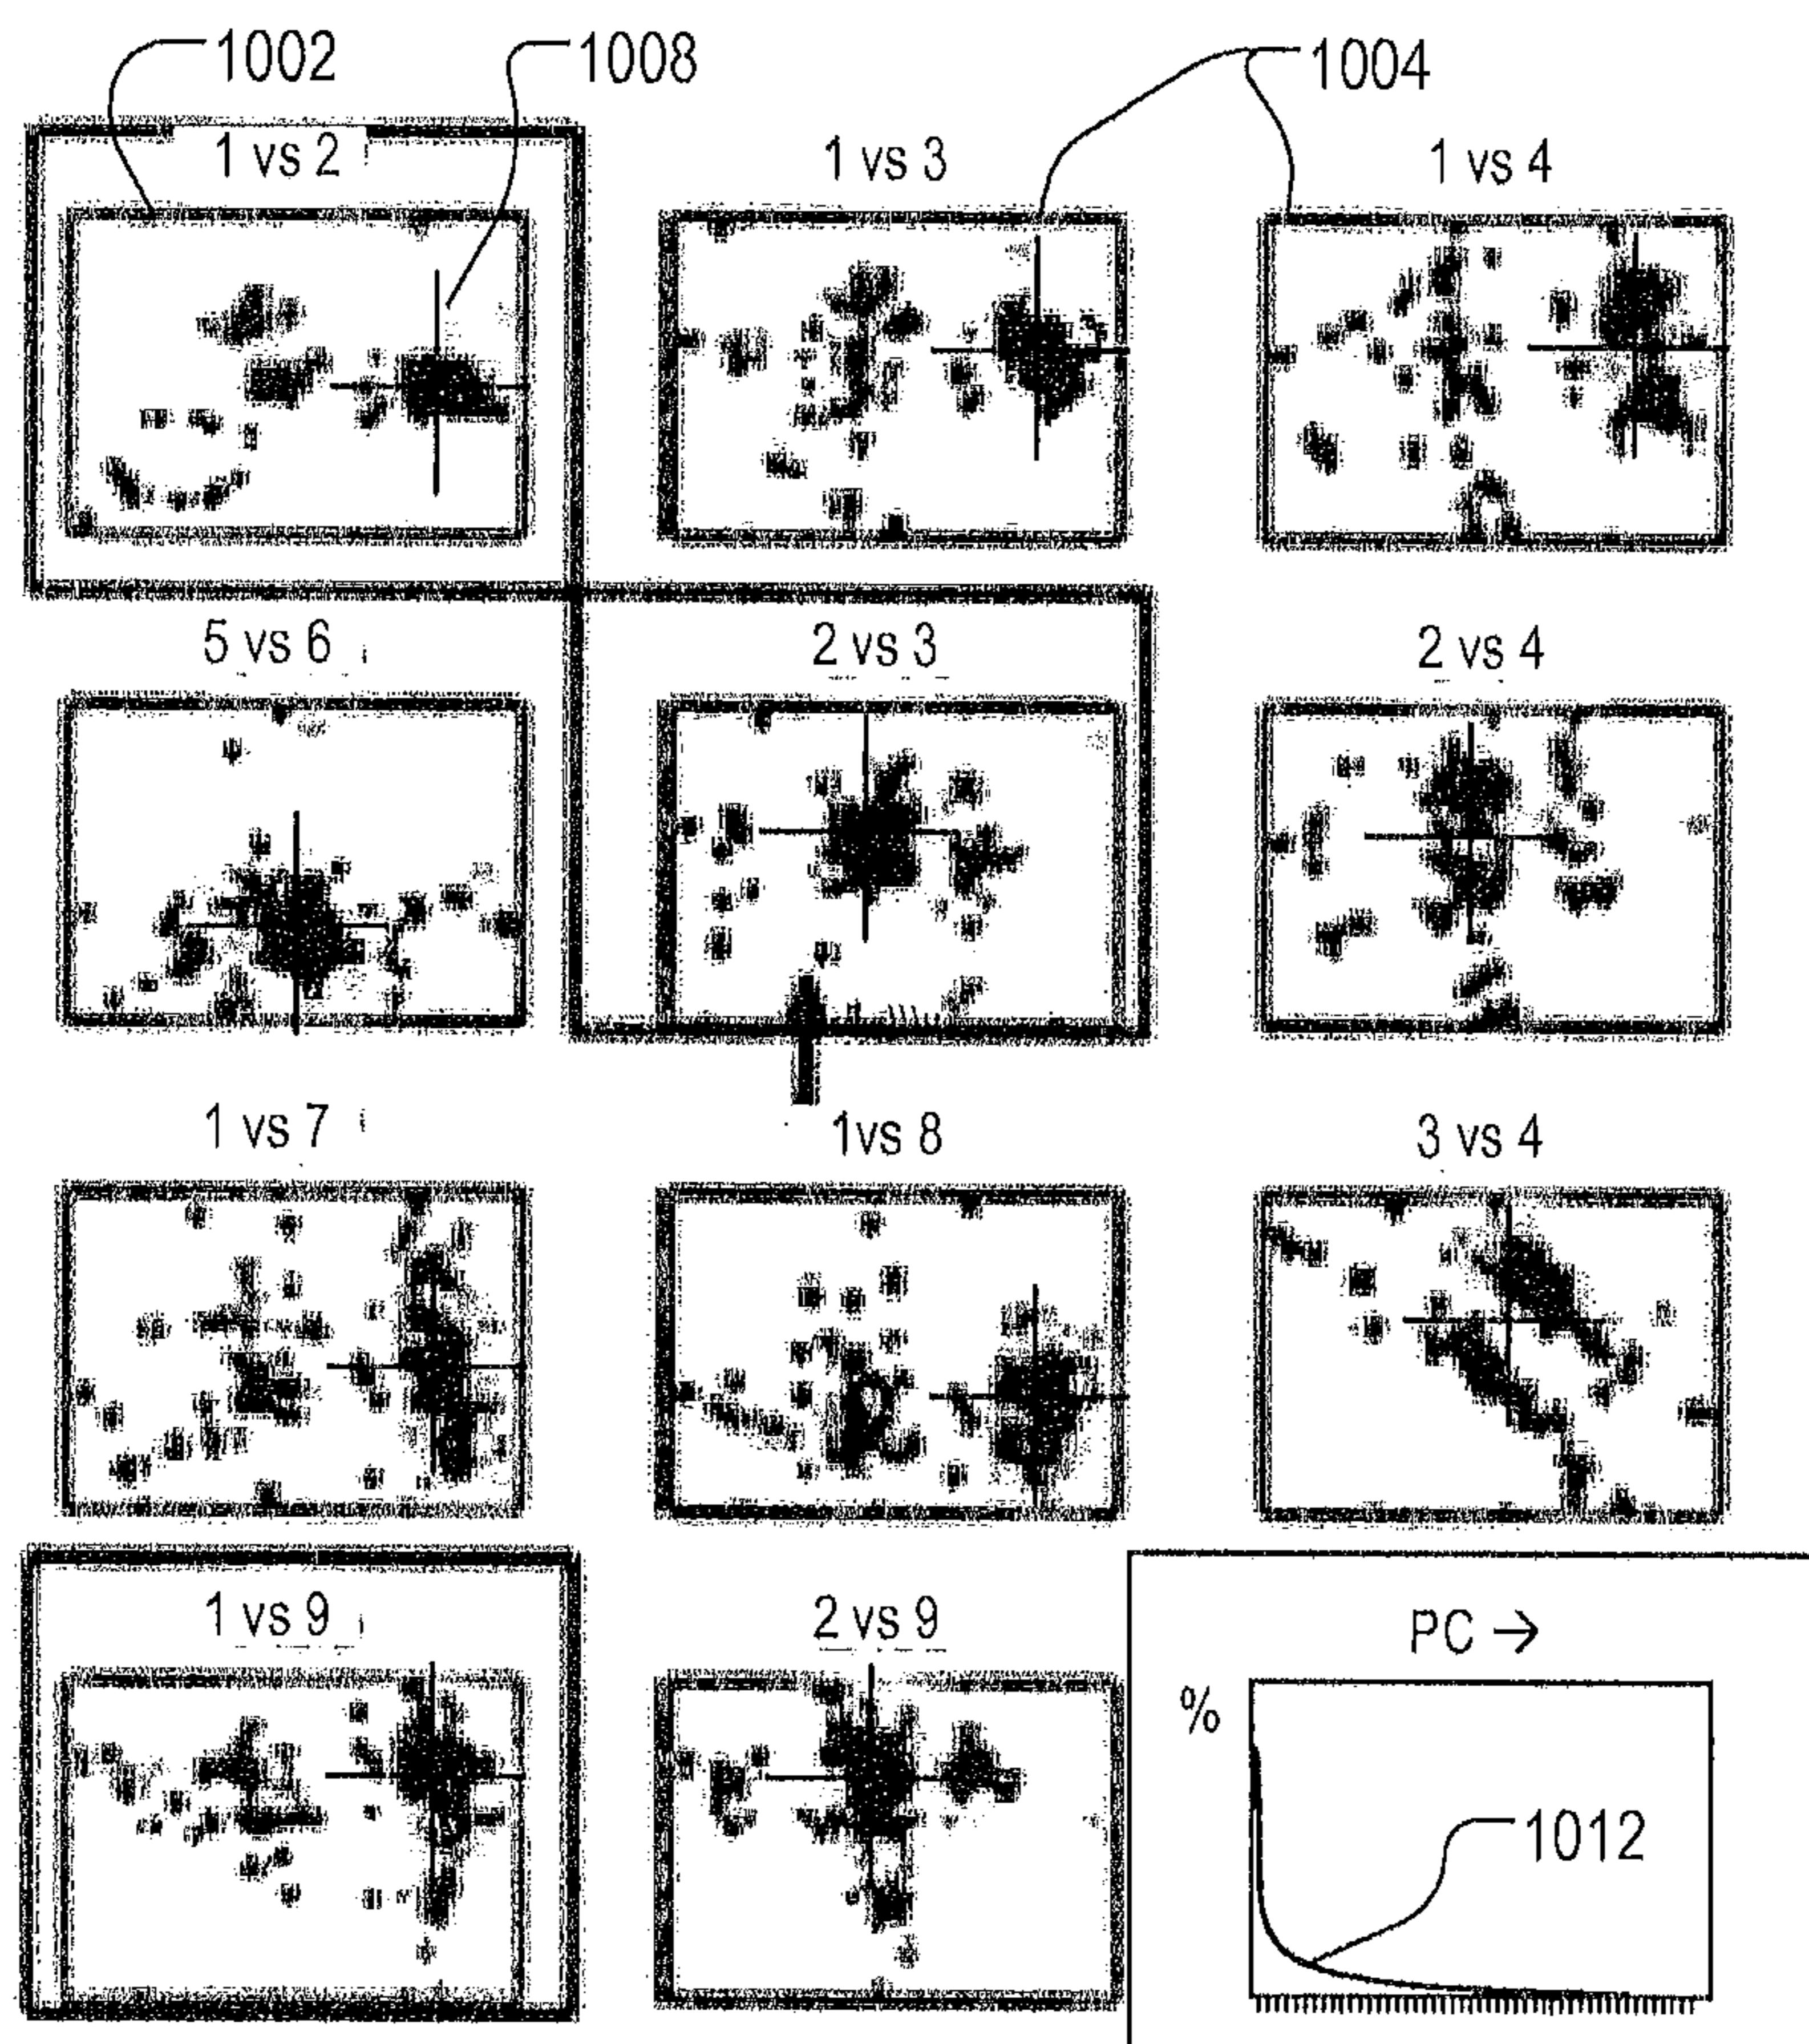 1002
1008
1004
1 vs 2
1 vs 3
1 vs 4
5 vs 6
2 vs 3
2 vs 4
1 vs 7
1vs 8
3 vs 4
1 vs 9
2 vs 9
PC →
%
1012